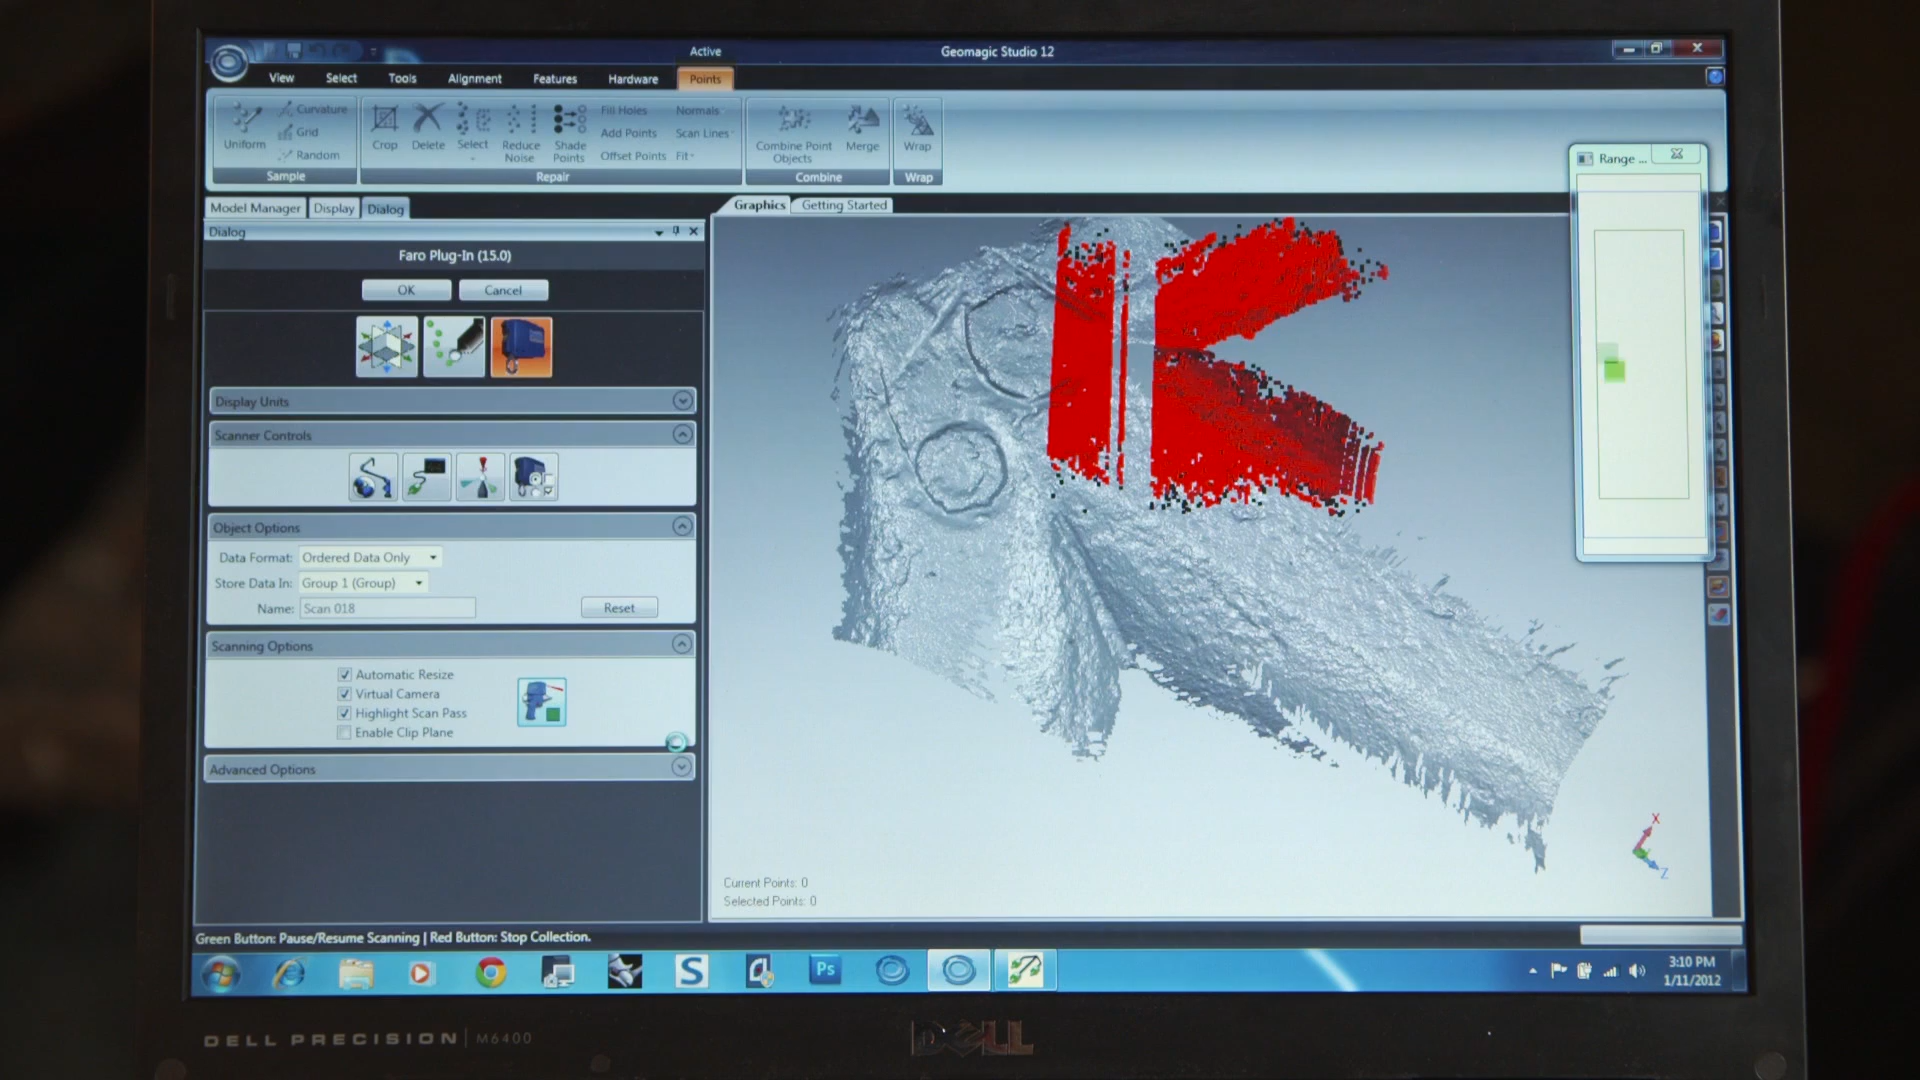 Active
Geomagic Studio 12
View Select Tools Alignment Features Hardware Points
Uniform
Curvature
Grid
Random
Sample
Crop
Delete
Select
Reduce Noise
Shade Points
Fill Holes
Add Points
Offset Points
Normals
Scan Lines
Fit
Repair
Combine Point Objects
Merge
Combine
Wrap
Wrap
Range ...
Model Manager Display Dialog
Graphics Getting Started
Dialog
Faro Plug-In (15.0)
OK Cancel
Display Units
Scanner Controls
Object Options
Data Format: Ordered Data Only
Store Data In: Group 1 (Group)
Name: Scan 018 Reset
Scanning Options
Automatic Resize
Virtual Camera
Highlight Scan Pass
Enable Clip Plane
Advanced Options
X
Z
Current Points: 0
Selected Points: 0
Green Button: Pause/Resume Scanning | Red Button: Stop Collection.
S
Ps
3:10 PM
1/11/2012
DELL PRECISION | M6400
DELL